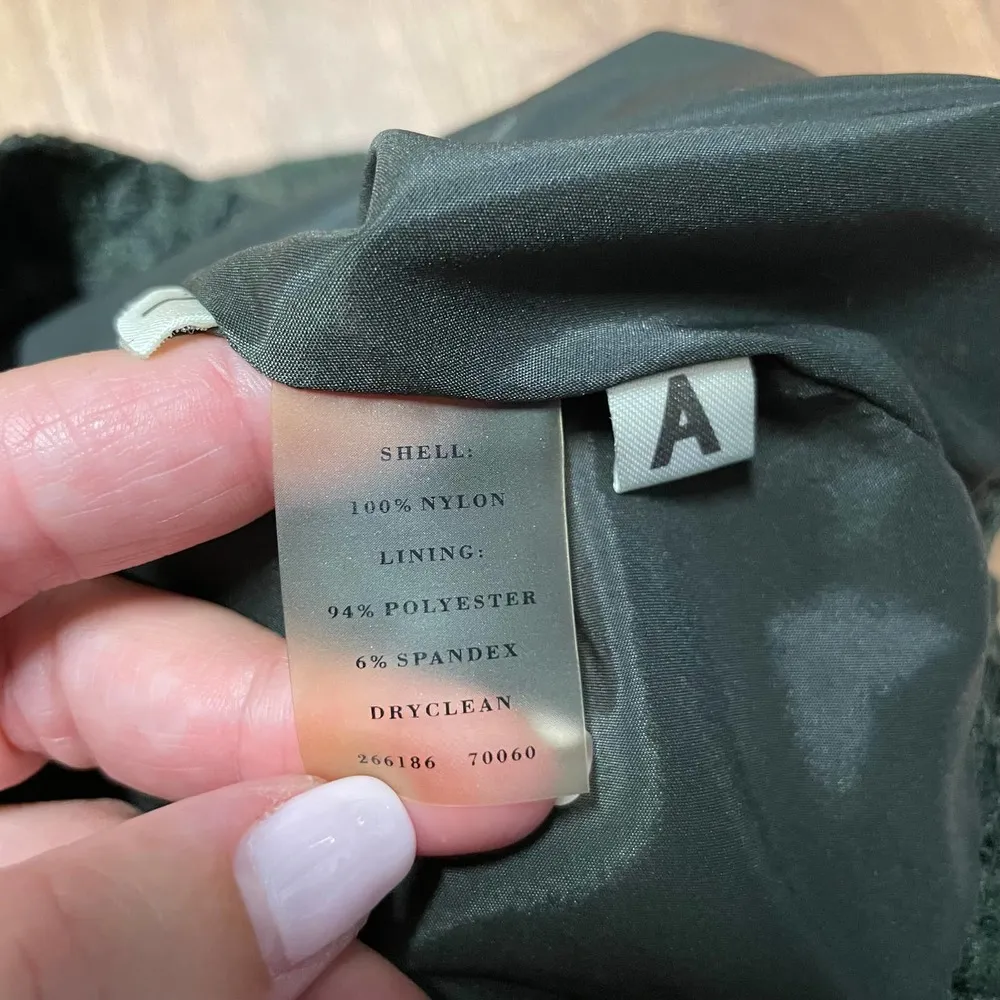 SHELL:
100% NYLON
LINING:
94% POLYESTER
6% SPANDEX
DRYCLEAN
266186 70060
A